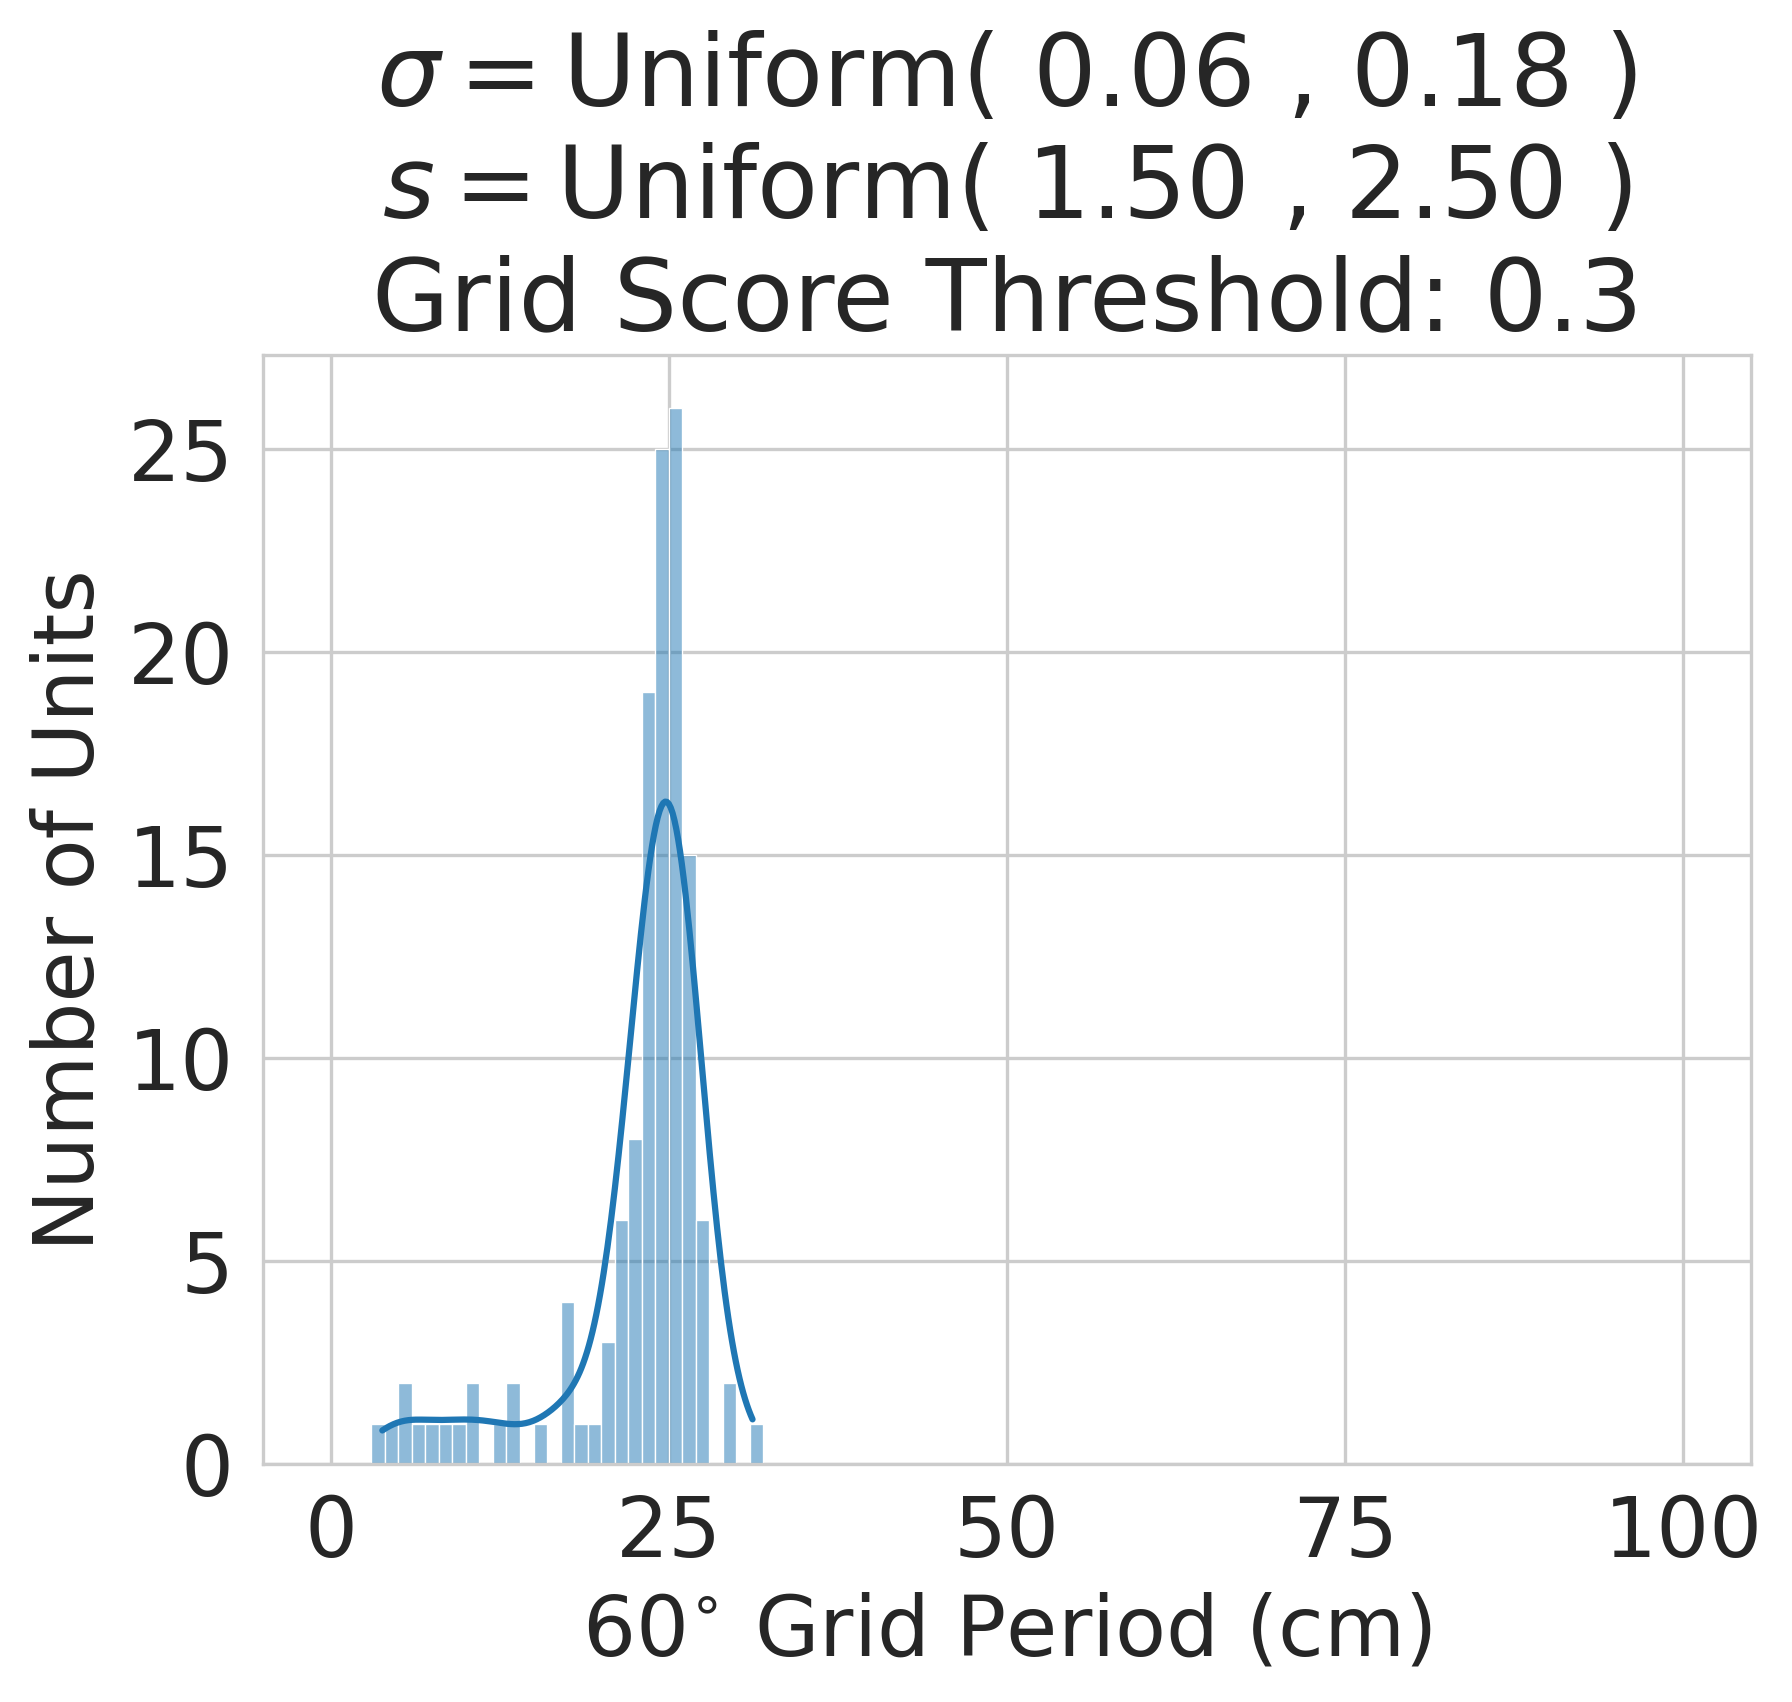 σ = Uniform( 0.06 , 0.18 )
s = Uniform( 1.50 , 2.50 )
Grid Score Threshold: 0.3
Number of Units
25
20
15
10
5
0
0 25 50 75 100
60° Grid Period (cm)